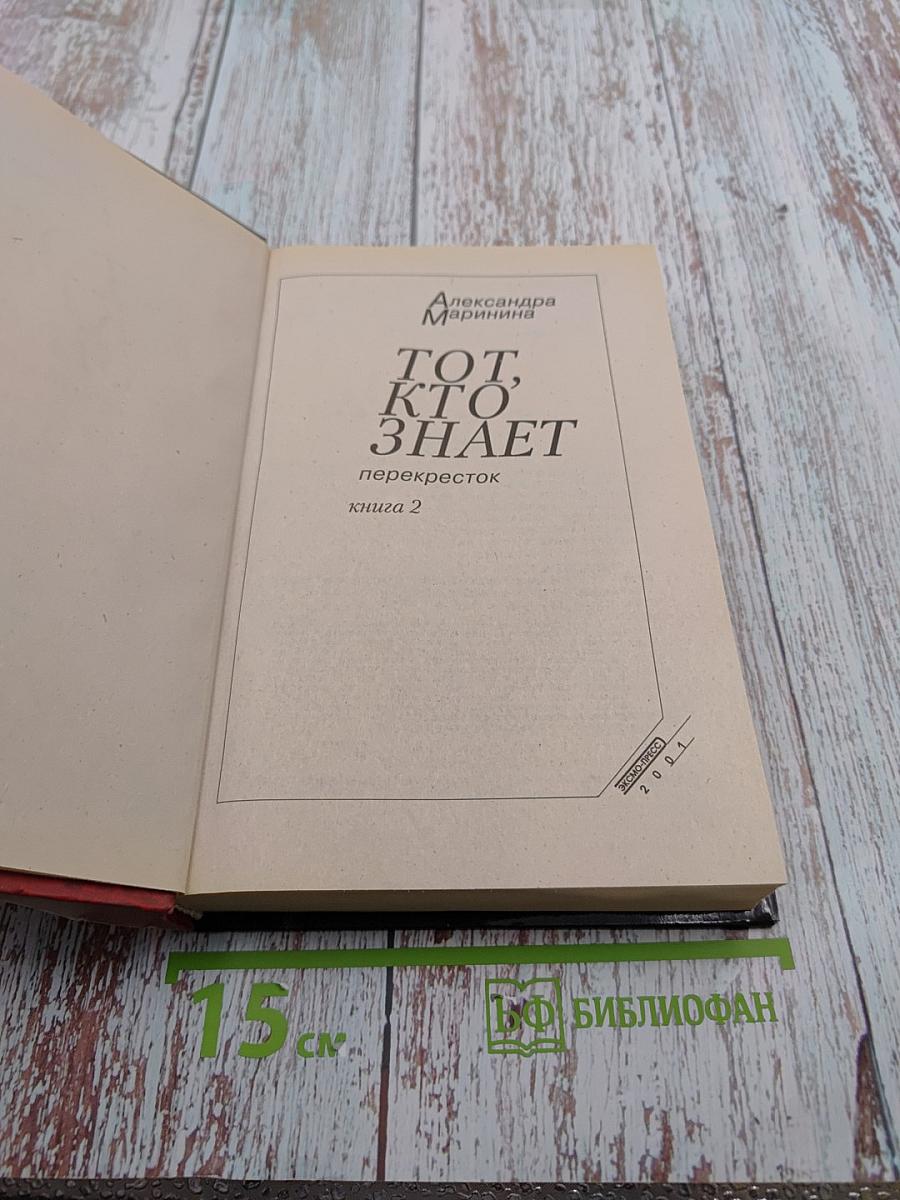 Александра
Маринина
ТОТ,
КТО
ЗНАЕТ
перекресток
книга 2
ЭКСМО-ПРЕСС
2001
15 см
БФ БИБЛИОФАН